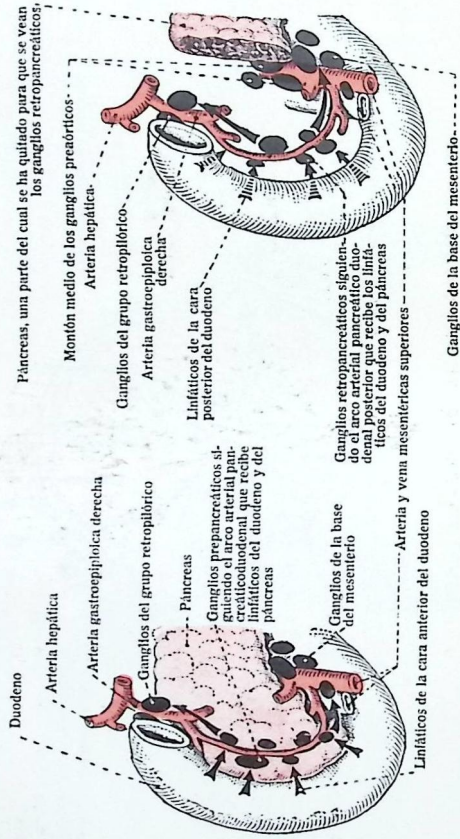 Duodeno
Arteria hepática
Arteria gastroepiploica derecha
Ganglios del grupo retropilórico
Páncreas
Ganglios prepancreáticos si-
guiendo el arco arterial pan-
creáticoduodenal que recibe
linfáticos del duodeno y del
páncreas
Ganglios de la base
del mesenterio
Arteria y vena mesentéricas superiores
Linfáticos de la cara anterior del duodeno
Páncreas, una parte del cual se ha quitado para que se vean
los ganglios retropancreáticos
Montón medio de los ganglios preaórticos
Arteria hepática
Ganglios del grupo retropilórico
Arteria gastroepiploica
derecha
Linfáticos de la cara
posterior del duodeno
Ganglios retropancreáticos siguien-
do el arco arterial pancreático duo-
denal posterior que recibe los linfá-
ticos del duodeno y del páncreas
Ganglios de la base del mesenterio